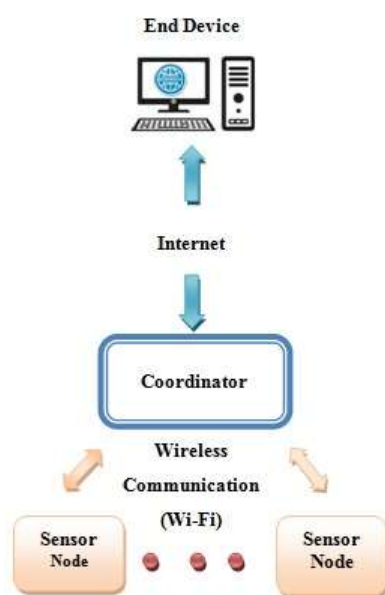 End Device
Internet
Coordinator
Wireless
Communication
(Wi-Fi)
Sensor
Node
Sensor
Node